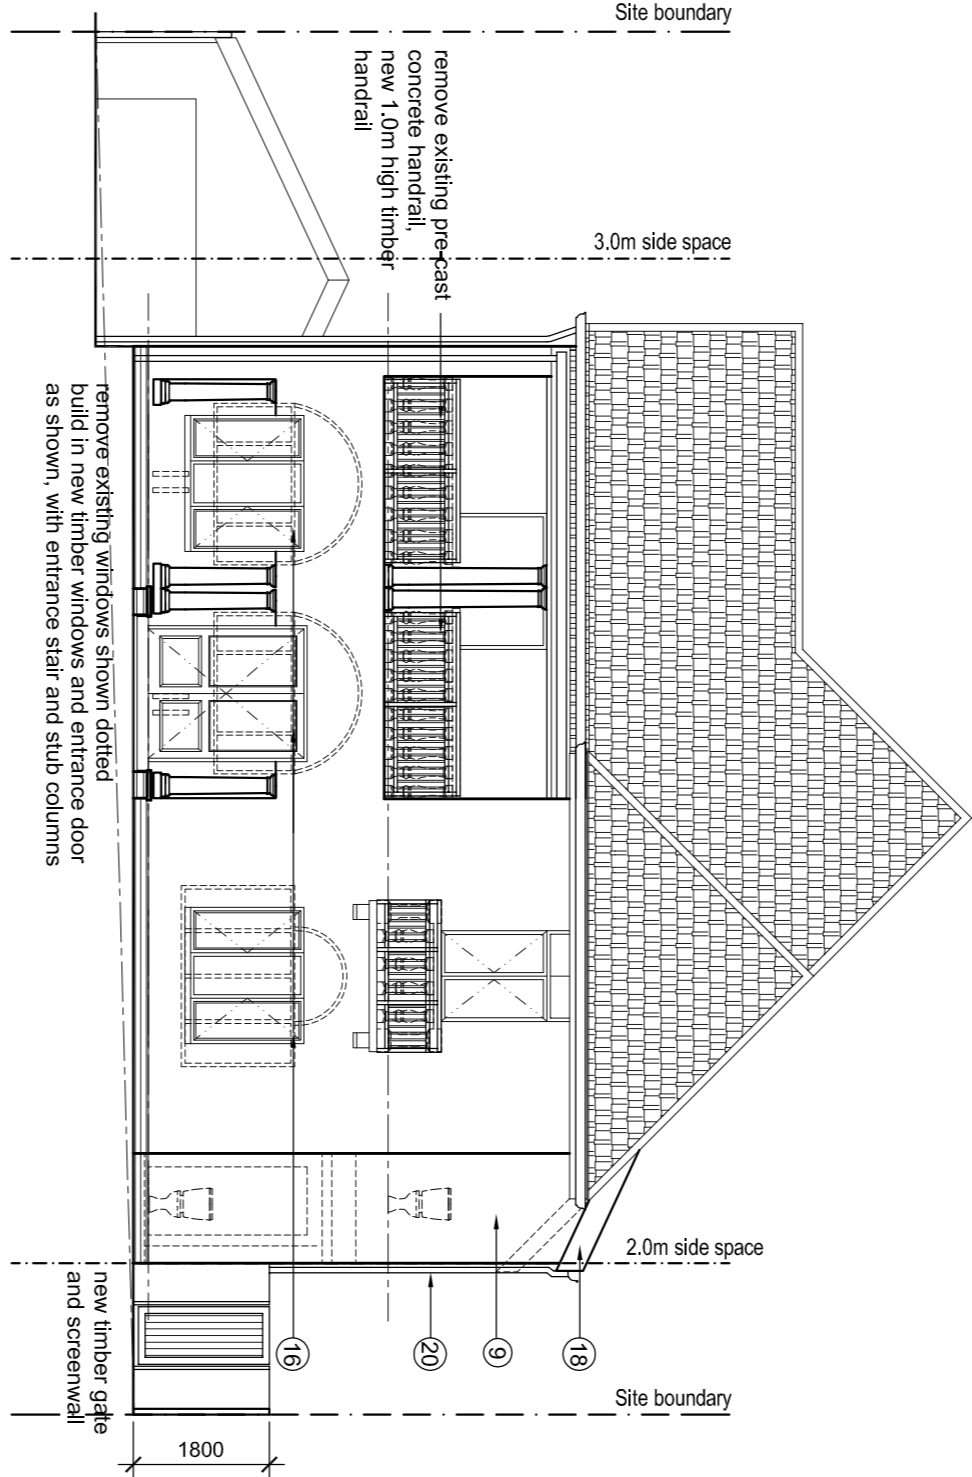 Site boundary
remove existing pre-cast
concrete handrail,
new 1.0m high timber
handrail
3.0m side space
remove existing windows shown dotted
build in new timber windows and entrance door
as shown, with entrance stair and stub columns
2.0m side space
new timber gate
and screenwall
16
20
9
18
Site boundary
1800